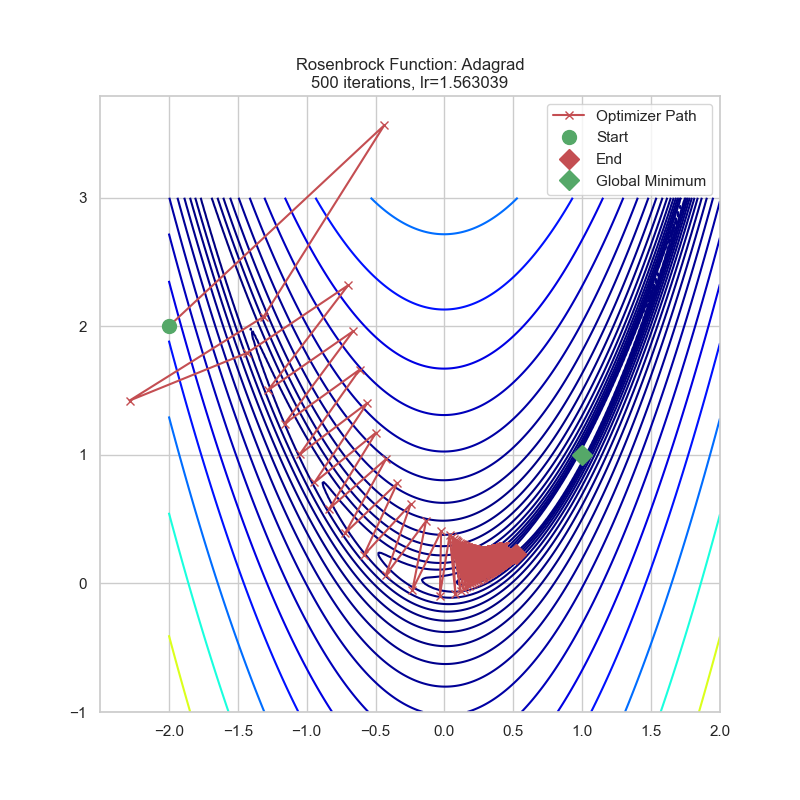 Rosenbrock Function: Adagrad
500 iterations, lr=1.563039
Optimizer Path
Start
End
Global Minimum
3
2
1
0
−1
−2.0 −1.5 −1.0 −0.5 0.0 0.5 1.0 1.5 2.0